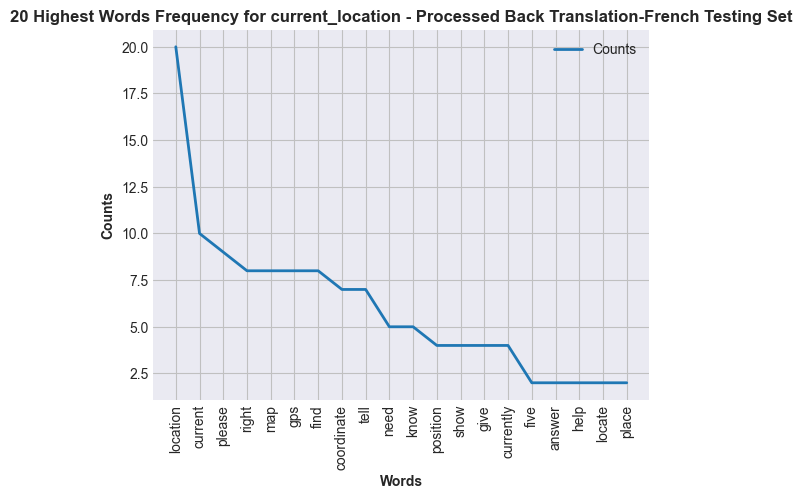 20 Highest Words Frequency for current_location - Processed Back Translation-French Testing Set
Counts
20.0
17.5
15.0
12.5
10.0
7.5
5.0
2.5
Counts
location
current
please
right
map
gps
find
coordinate
tell
need
know
position
show
give
currently
five
answer
help
locate
place
Words